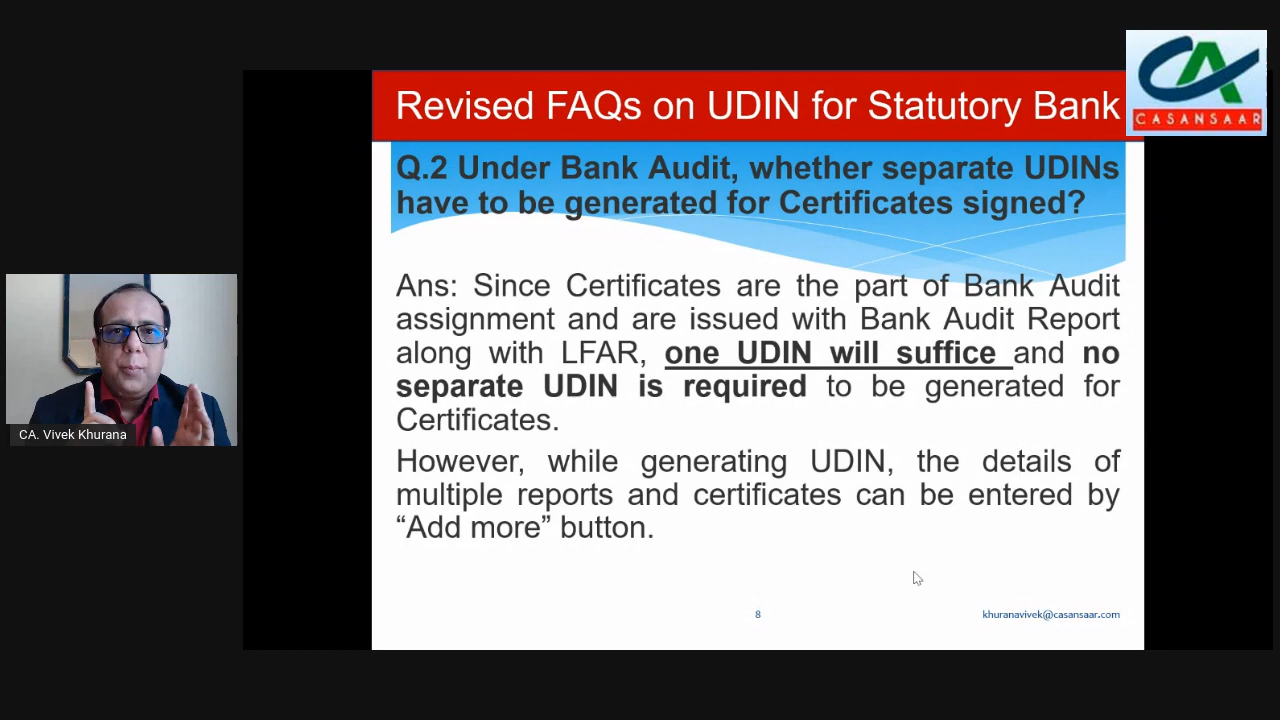 Revised FAQs on UDIN for Statutory Bank
CASANSAAR
Q.2 Under Bank Audit, whether separate UDINs
have to be generated for Certificates signed?
Ans: Since Certificates are the part of Bank Audit
assignment and are issued with Bank Audit Report
along with LFAR, one UDIN will suffice and no
separate UDIN is required to be generated for
Certificates.
However, while generating UDIN, the details of
multiple reports and certificates can be entered by
“Add more” button.
8
khuranavivek@casansaar.com
CA. Vivek Khurana